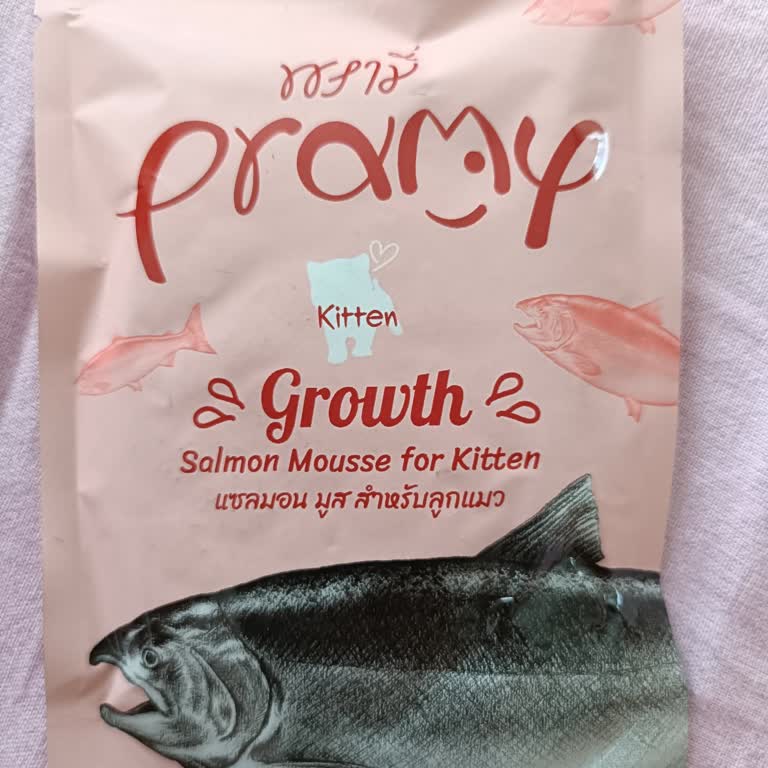 พรามี่
pramy
Kitten
Growth
Salmon Mousse for Kitten
แซลมอน มูส สำหรับลูกแมว